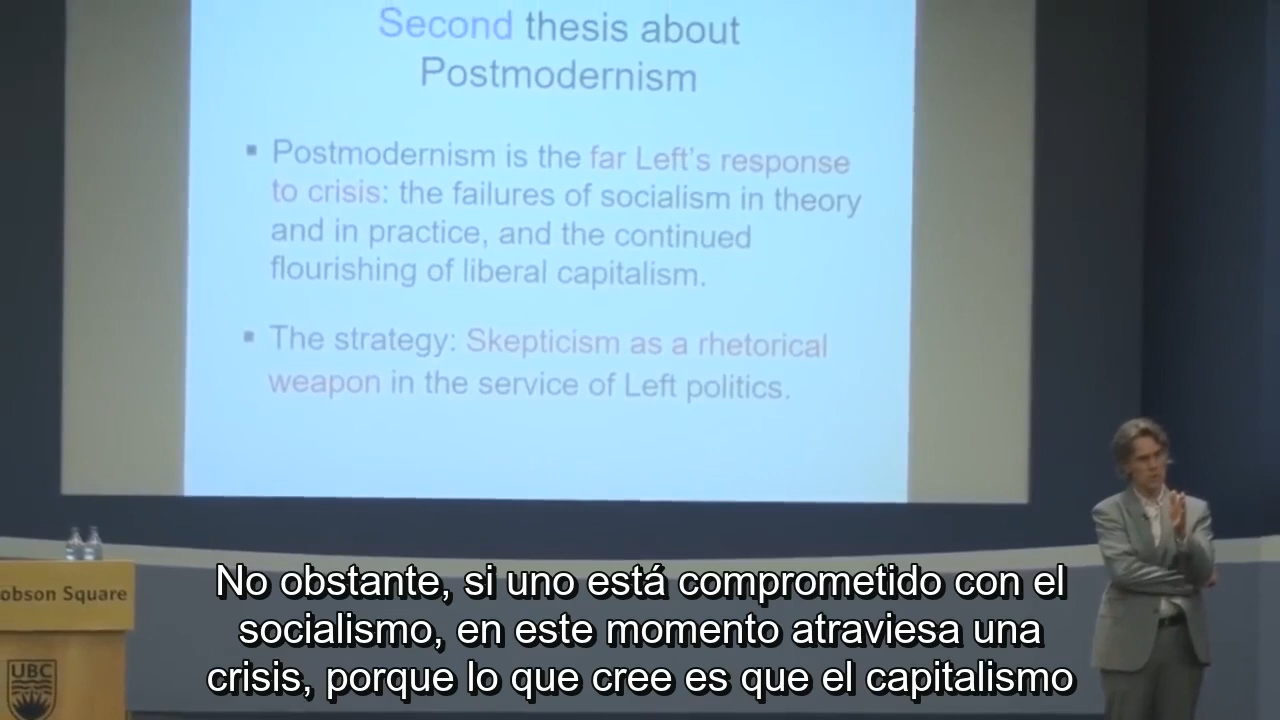 Second thesis about
Postmodernism
▪ Postmodernism is the far Left's response
to crisis: the failures of socialism in theory
and in practice, and the continued
flourishing of liberal capitalism.
▪ The strategy: Skepticism as a rhetorical
weapon in the service of Left politics.
obson Square
UBC
No obstante, si uno está comprometido con el
socialismo, en este momento atraviesa una
crisis, porque lo que cree es que el capitalismo